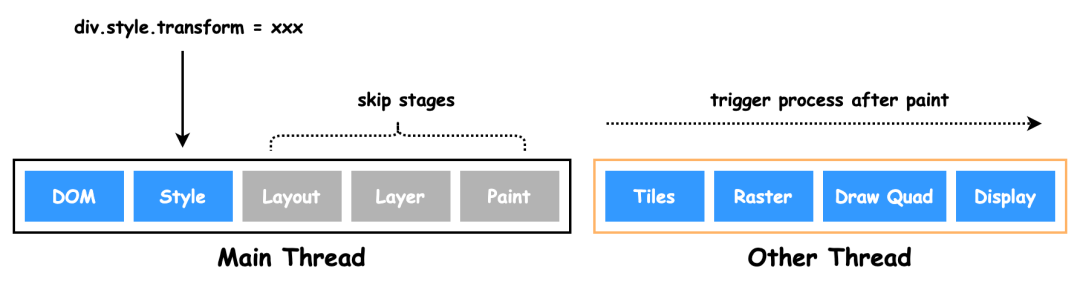 div.style.transform = xxx
skip stages
trigger process after paint
DOM
Style
Layout
Layer
Paint
Tiles
Raster
Draw Quad
Display
Main Thread
Other Thread